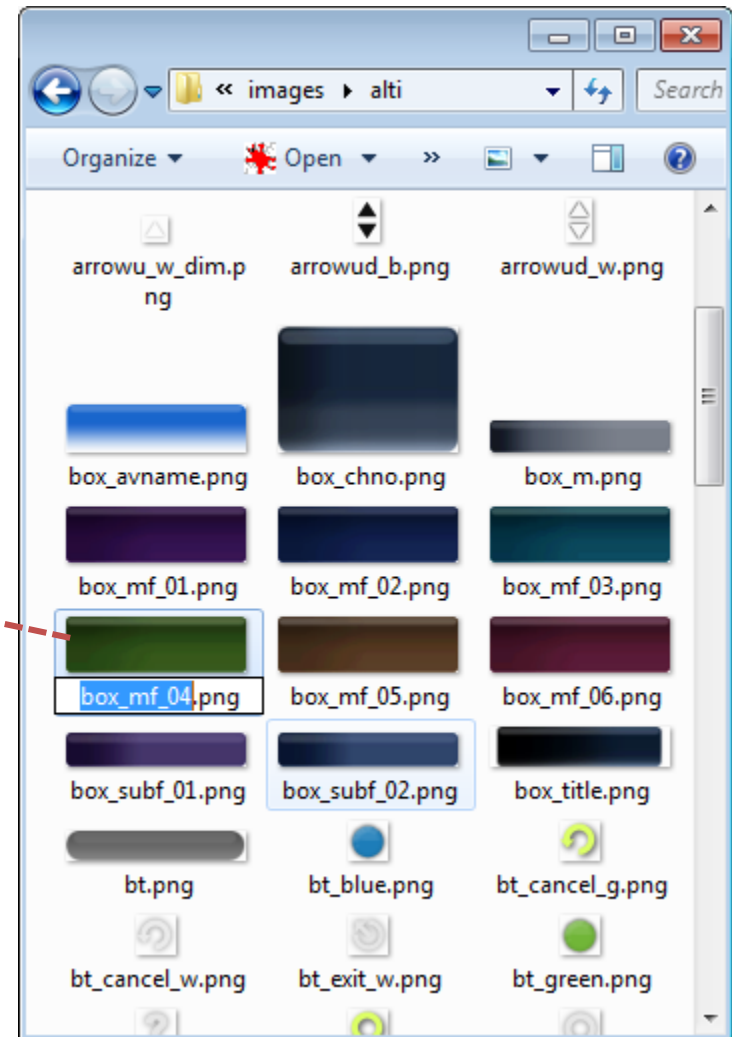 « images ▸ alti Search
Organize ▾ Open ▾ »
arrowu_w_dim.p arrowud_b.png arrowud_w.png
ng
box_avname.png box_chno.png box_m.png
box_mf_01.png box_mf_02.png box_mf_03.png
box_mf_04.png box_mf_05.png box_mf_06.png
box_subf_01.png box_subf_02.png box_title.png
bt.png bt_blue.png bt_cancel_g.png
bt_cancel_w.png bt_exit_w.png bt_green.png